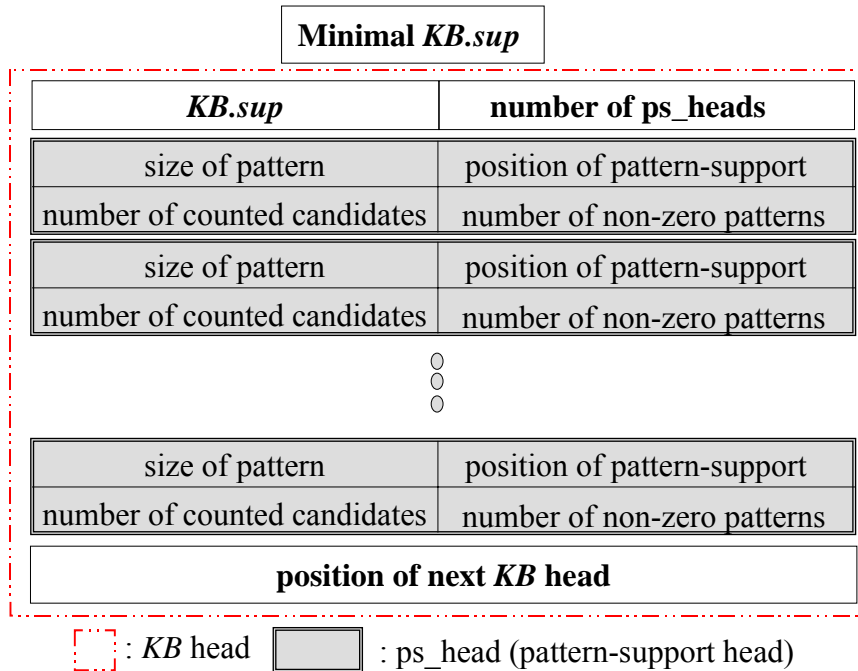 Minimal KB.sup
KB.sup number of ps_heads
size of pattern position of pattern-support
number of counted candidates number of non-zero patterns
size of pattern position of pattern-support
number of counted candidates number of non-zero patterns
size of pattern position of pattern-support
number of counted candidates number of non-zero patterns
position of next KB head
: KB head : ps_head (pattern-support head)